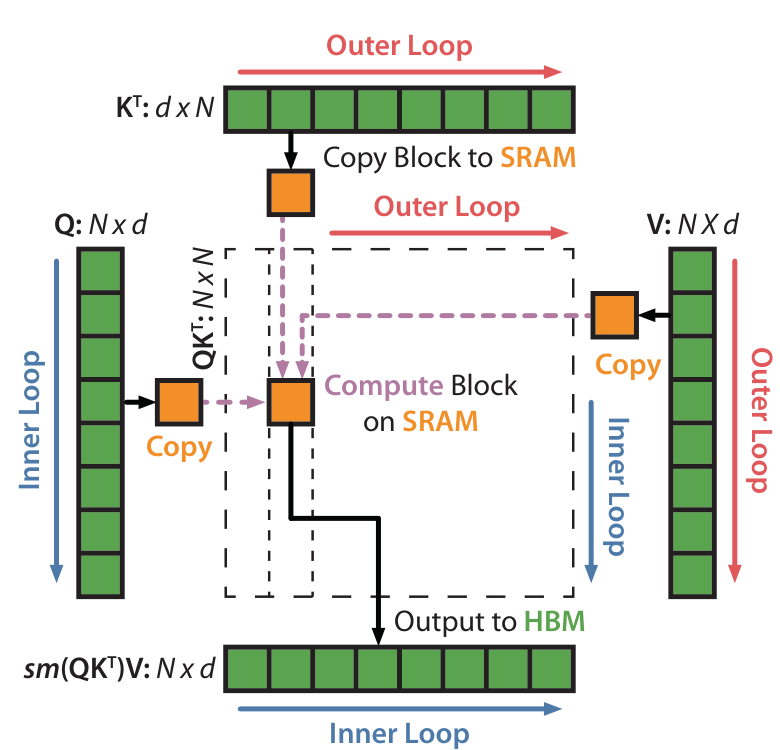 Outer Loop
Kᵀ: d x N
Copy Block to SRAM
Outer Loop
Q: N x d
V: N X d
QKᵀ: N x N
Copy
Compute Block
on SRAM
Copy
Inner Loop
Inner Loop
Outer Loop
Output to HBM
sm(QKᵀ)V: N x d
Inner Loop